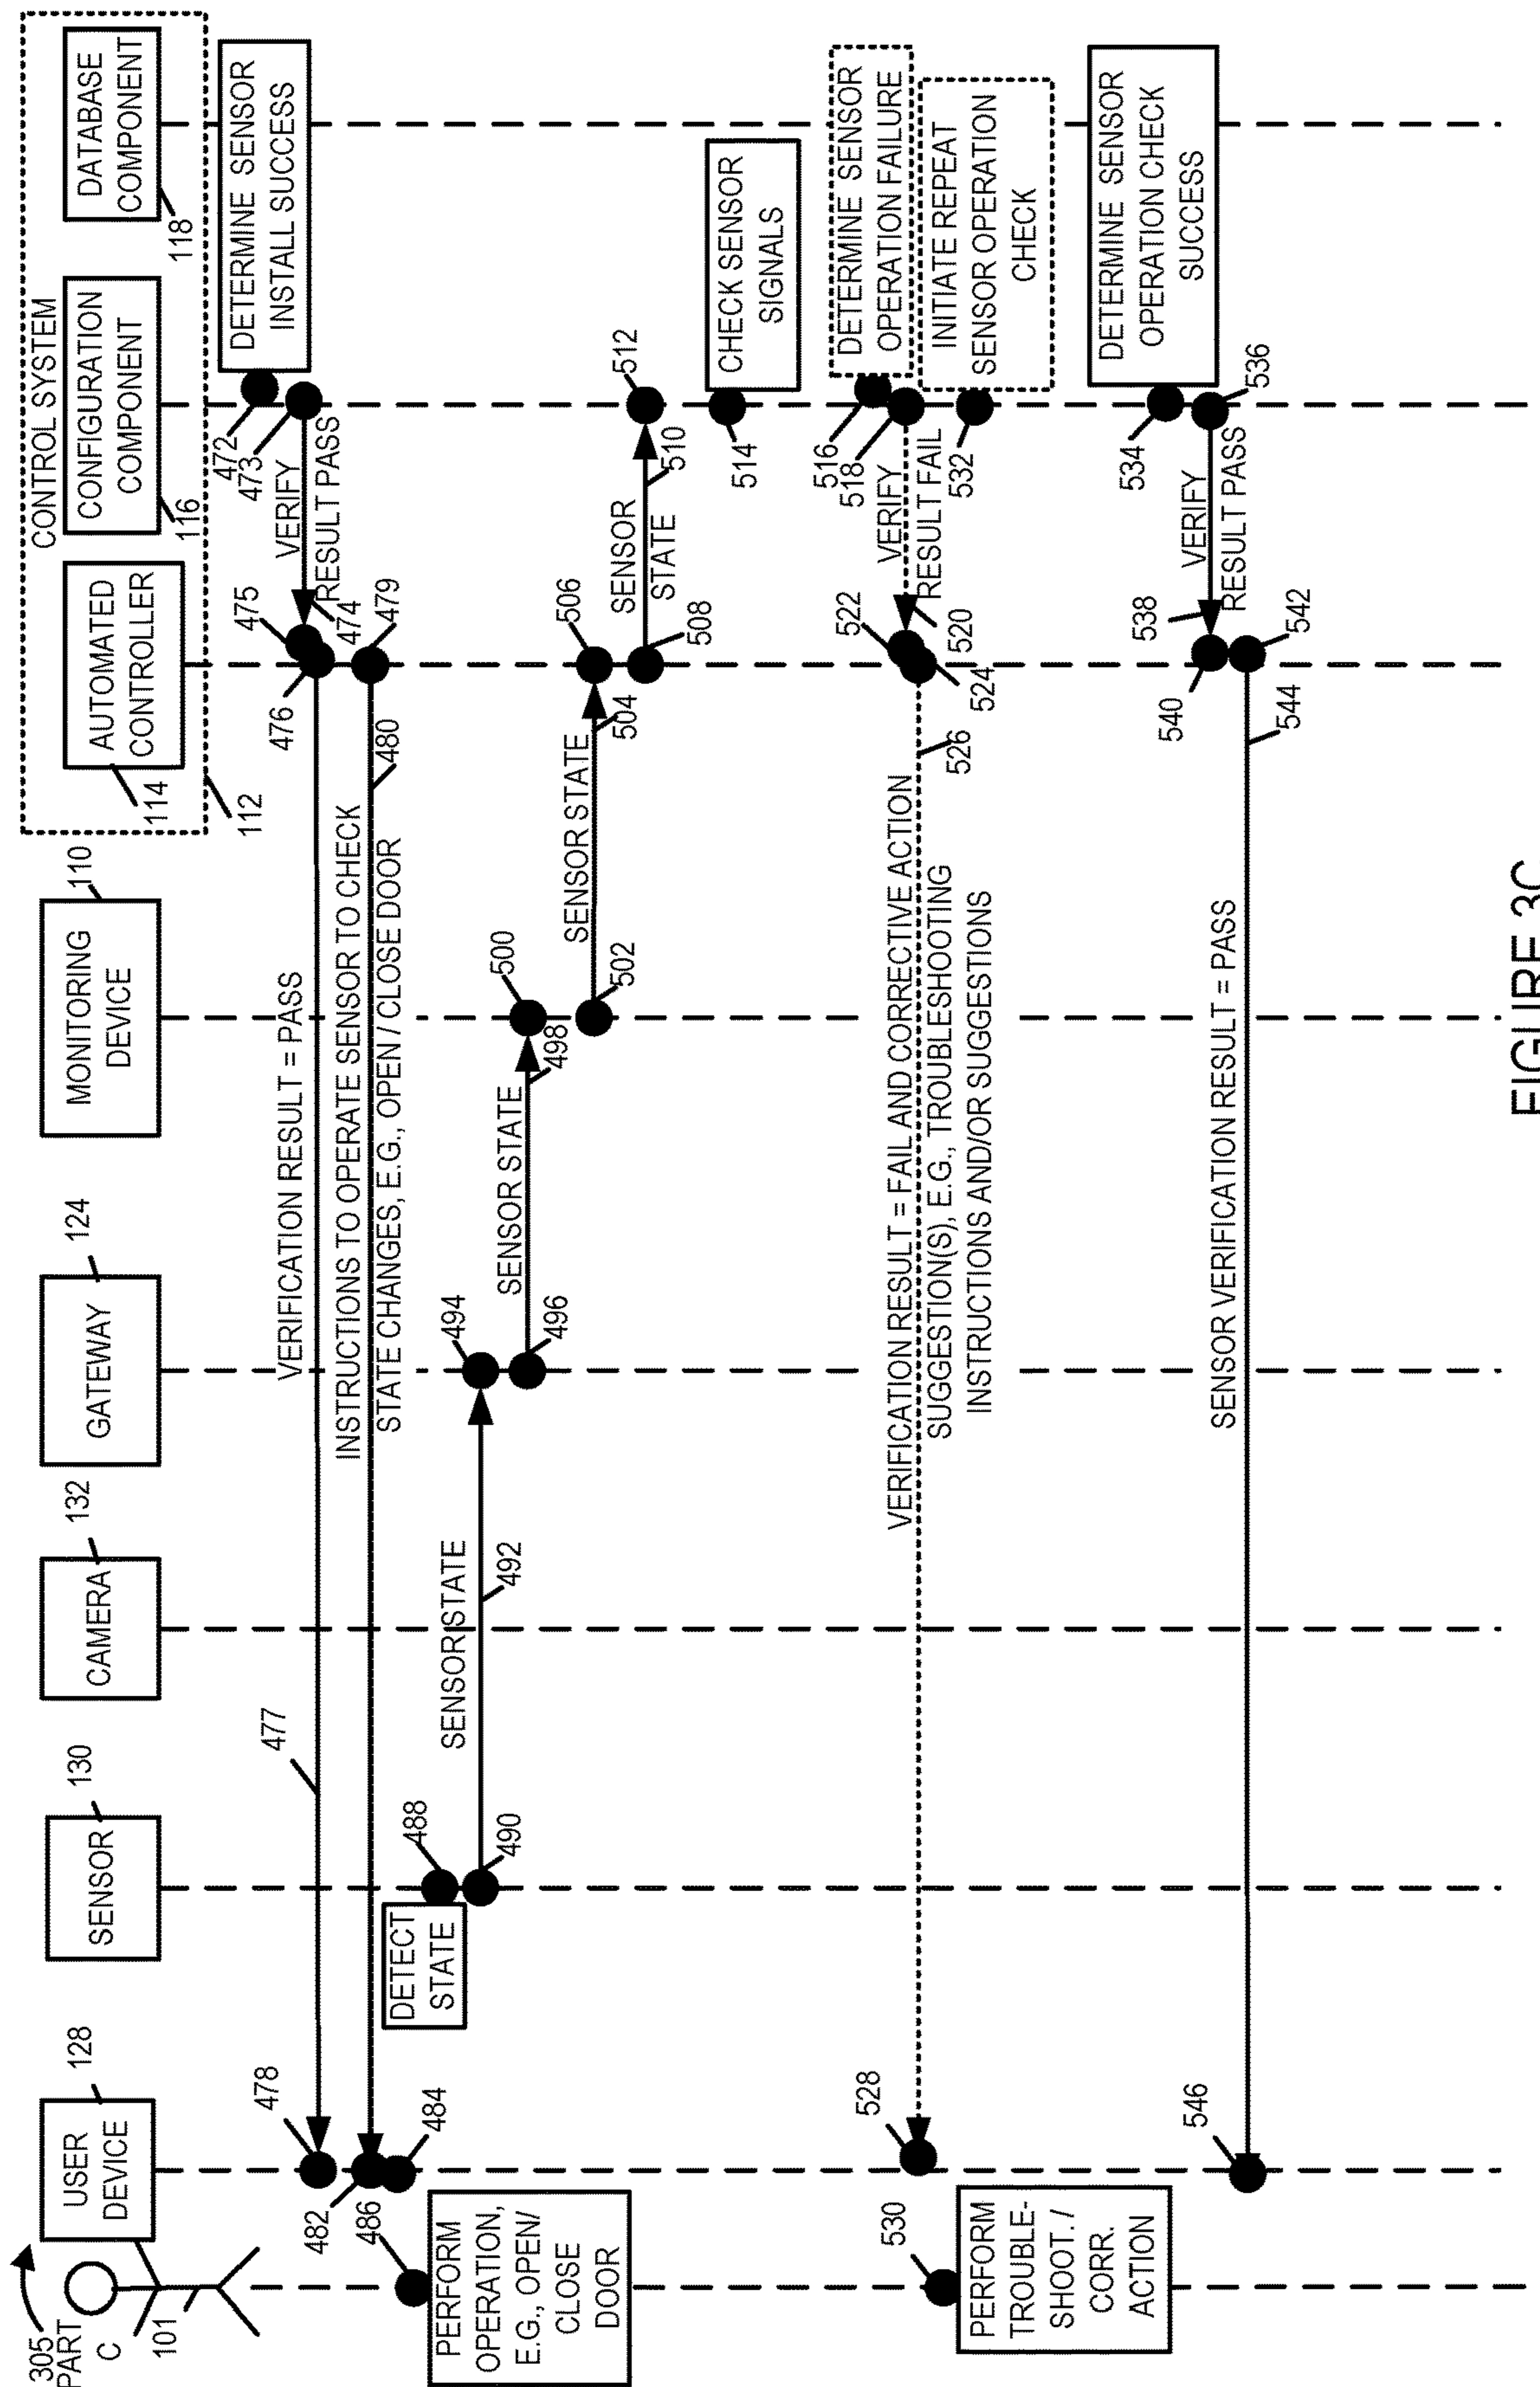 305
PART
C
101
USER
DEVICE
128
SENSOR
130
CAMERA
132
GATEWAY
124
MONITORING
DEVICE
110
CONTROL SYSTEM
112
AUTOMATED
CONTROLLER
114
CONFIGURATION
COMPONENT
116
DATABASE
COMPONENT
118
DETERMINE SENSOR
INSTALL SUCCESS
472
473
VERIFY
RESULT PASS
474
475
476
VERIFICATION RESULT = PASS
477
478
479
480
INSTRUCTIONS TO OPERATE SENSOR TO CHECK
STATE CHANGES, E.G., OPEN / CLOSE DOOR
482
484
486
PERFORM
OPERATION,
E.G., OPEN/
CLOSE
DOOR
DETECT
STATE
488
490
SENSOR STATE
492
494
496
SENSOR STATE
498
500
502
SENSOR STATE
504
506
508
SENSOR
STATE
510
512
CHECK SENSOR
SIGNALS
514
DETERMINE SENSOR
OPERATION FAILURE
516
518
VERIFY
RESULT FAIL
520
522
524
526
VERIFICATION RESULT = FAIL AND CORRECTIVE ACTION
SUGGESTION(S), E.G., TROUBLESHOOTING
INSTRUCTIONS AND/OR SUGGESTIONS
528
530
PERFORM
TROUBLE-
SHOOT. /
CORR.
ACTION
INITIATE REPEAT
SENSOR OPERATION
CHECK
532
DETERMINE SENSOR
OPERATION CHECK
SUCCESS
534
536
VERIFY
RESULT PASS
538
540
542
544
SENSOR VERIFICATION RESULT = PASS
546
FIGURE 3C